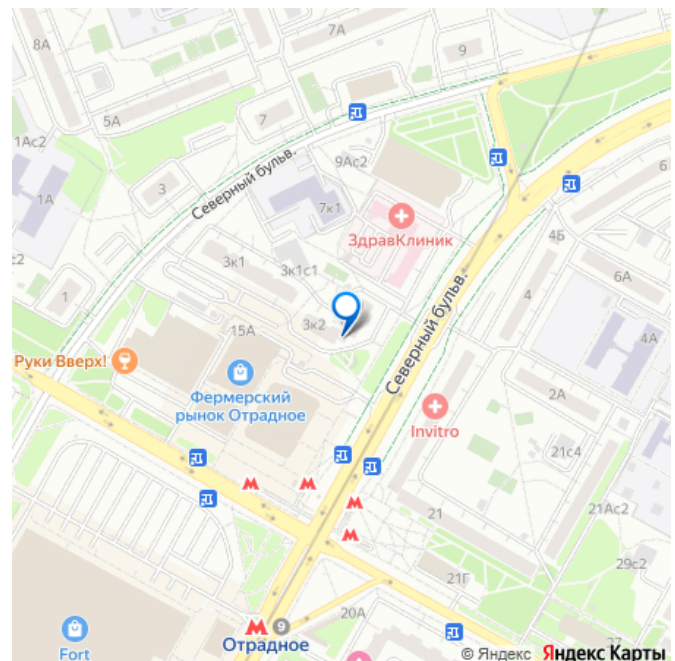 7А
9
8А
7
5А
1Ас2
9Ас2
6
3
1А
Северный бульв.
7к1
ЗдравКлиник
4Б
6А
с2
3к1
3к1с1
1
4
3к2
15А
4А
Руки Вверх!
Северный бульв.
Фермерский
рынок Отрадное
2А
Invitro
21с4
21
21Ас2
29с2
21Г
20А
9
27
Отрадное
Fort
© Яндекс Яндекс Карты